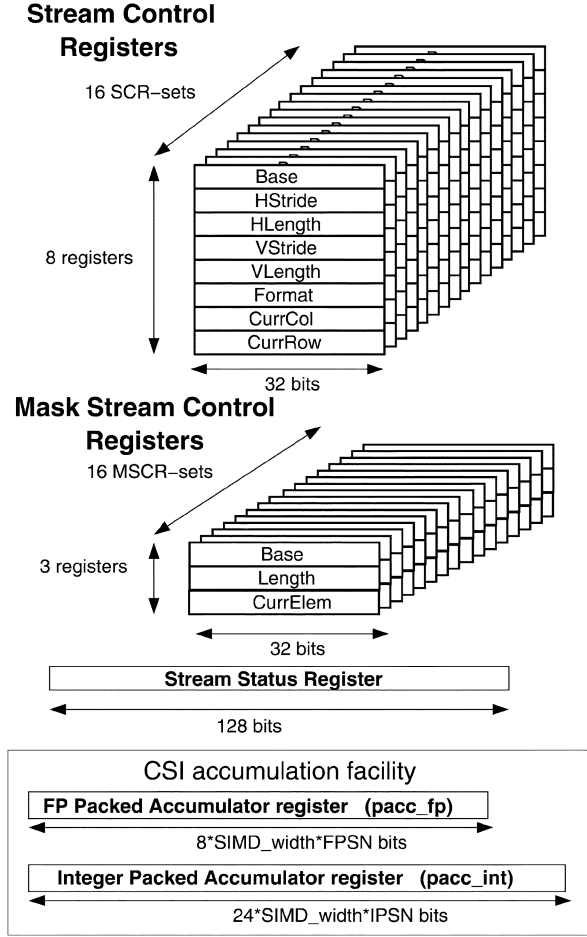 Stream Control
Registers
16 SCR−sets
Base
HStride
HLength
VStride
8 registers
VLength
Format
CurrCol
CurrRow
32 bits
Mask Stream Control
Registers
16 MSCR−sets
Base
3 registers
Length
CurrElem
32 bits
Stream Status Register
128 bits
CSI accumulation facility
FP Packed Accumulator register (pacc_fp)
8*SIMD_width*FPSN bits
Integer Packed Accumulator register (pacc_int)
24*SIMD_width*IPSN bits